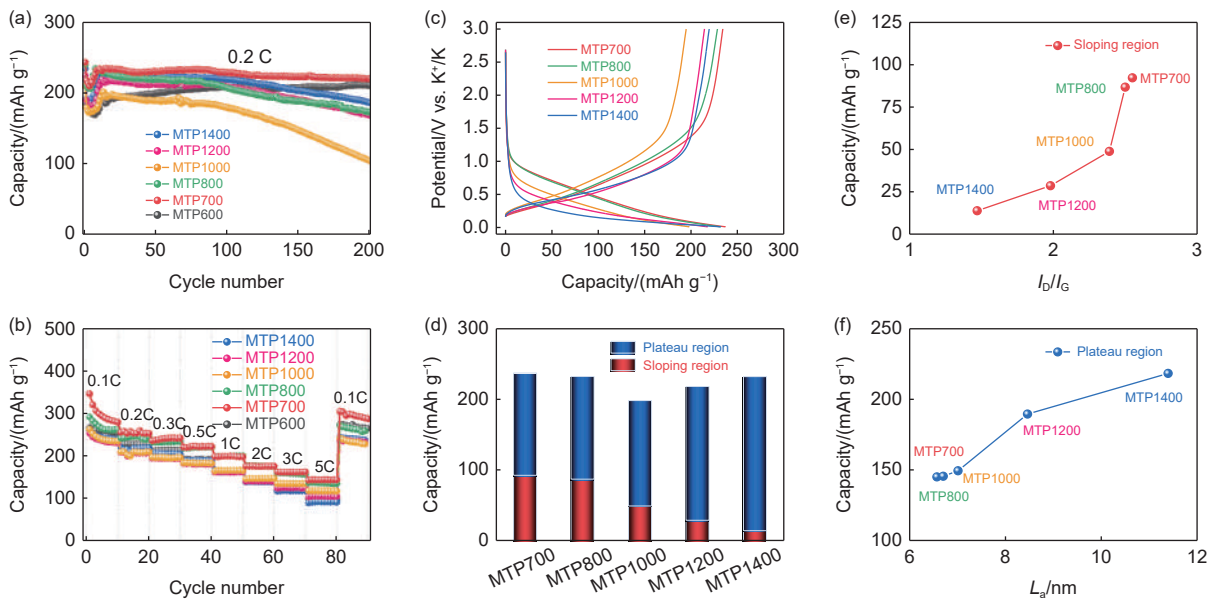 (a)
300
200
100
0
Capacity/(mAh g⁻¹)
0.2 C
MTP1400
MTP1200
MTP1000
MTP800
MTP700
MTP600
0
50
100
150
200
Cycle number
(c)
3.0
2.5
2.0
1.5
1.0
0.5
0.0
Potential/V vs. K⁺/K
MTP700
MTP800
MTP1000
MTP1200
MTP1400
0
50
100
150
200
250
300
Capacity/(mAh g⁻¹)
(e)
125
100
75
50
25
0
Capacity/(mAh g⁻¹)
Sloping region
MTP700
MTP800
MTP1000
MTP1400
MTP1200
1
2
3
I_D/I_G
(b)
500
400
300
200
100
0
Capacity/(mAh g⁻¹)
MTP1400
MTP1200
MTP1000
MTP800
MTP700
MTP600
0.1C
0.2C
0.3C
0.5C
1C
2C
3C
5C
0.1C
0
20
40
60
80
Cycle number
(d)
300
200
100
0
Capacity/(mAh g⁻¹)
Plateau region
Sloping region
MTP700
MTP800
MTP1000
MTP1200
MTP1400
(f)
250
200
150
100
Capacity/(mAh g⁻¹)
Plateau region
MTP1400
MTP1200
MTP700
MTP1000
MTP800
6
8
10
12
L_a/nm